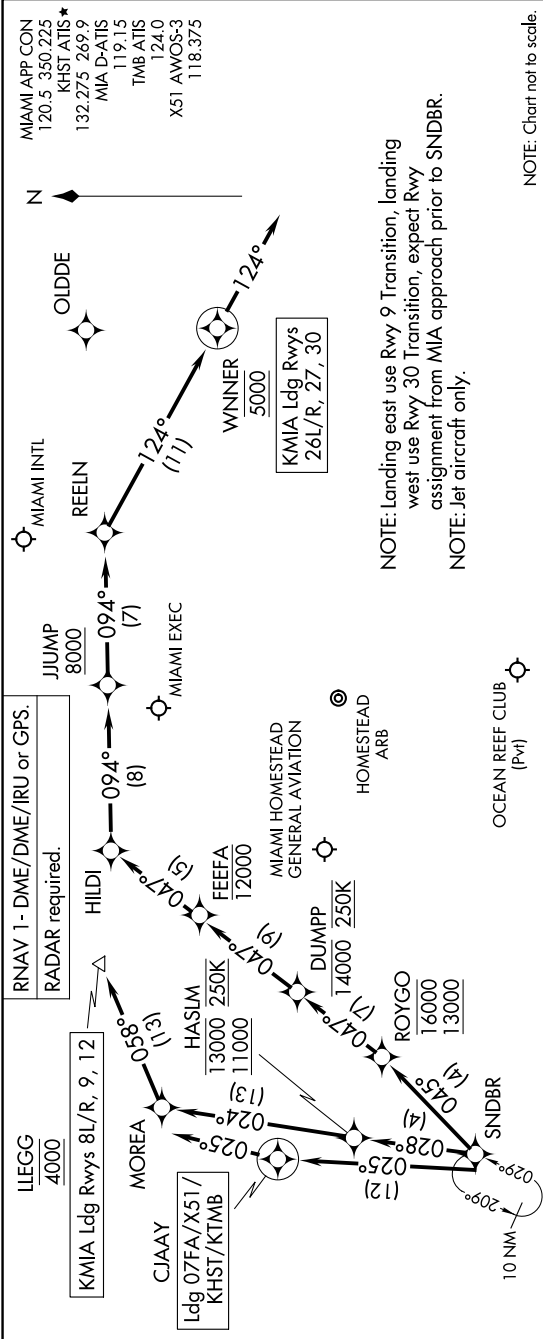 MIAMI APP CON
120.5 350.225
KHST ATIS★
132.275 269.9
MIA D-ATIS
119.15
TMB ATIS
124.0
X51 AWOS-3
118.375
RNAV 1- DME/DME/IRU or GPS.
RADAR required.
N
LLEGG
4000
KMIA Ldg Rwys 8L/R, 9, 12
MOREA
058°
(13)
CJAAY
Ldg 07FA/X51/
KHST/KTMB
025°
025°
(12)
024°
(13)
028°
(4)
HASLM
13000 250K
11000
SNDBR
10 NM
209°
029°
045°
(4)
ROYGO
16000
13000
047°
(7)
DUMPP
14000 250K
047°
(9)
FEEFA
12000
047°
(5)
HILDI
094°
(8)
JJUMP
8000
094°
(7)
REELN
124°
(11)
WNNER
5000
KMIA Ldg Rwys
26L/R, 27, 30
124°
OLDDE
MIAMI INTL
MIAMI EXEC
MIAMI HOMESTEAD
GENERAL AVIATION
HOMESTEAD
ARB
OCEAN REEF CLUB
(Pvt)
NOTE: Landing east use Rwy 9 Transition, landing
west use Rwy 30 Transition, expect Rwy
assignment from MIA approach prior to SNDBR.
NOTE: Jet aircraft only.
NOTE: Chart not to scale.